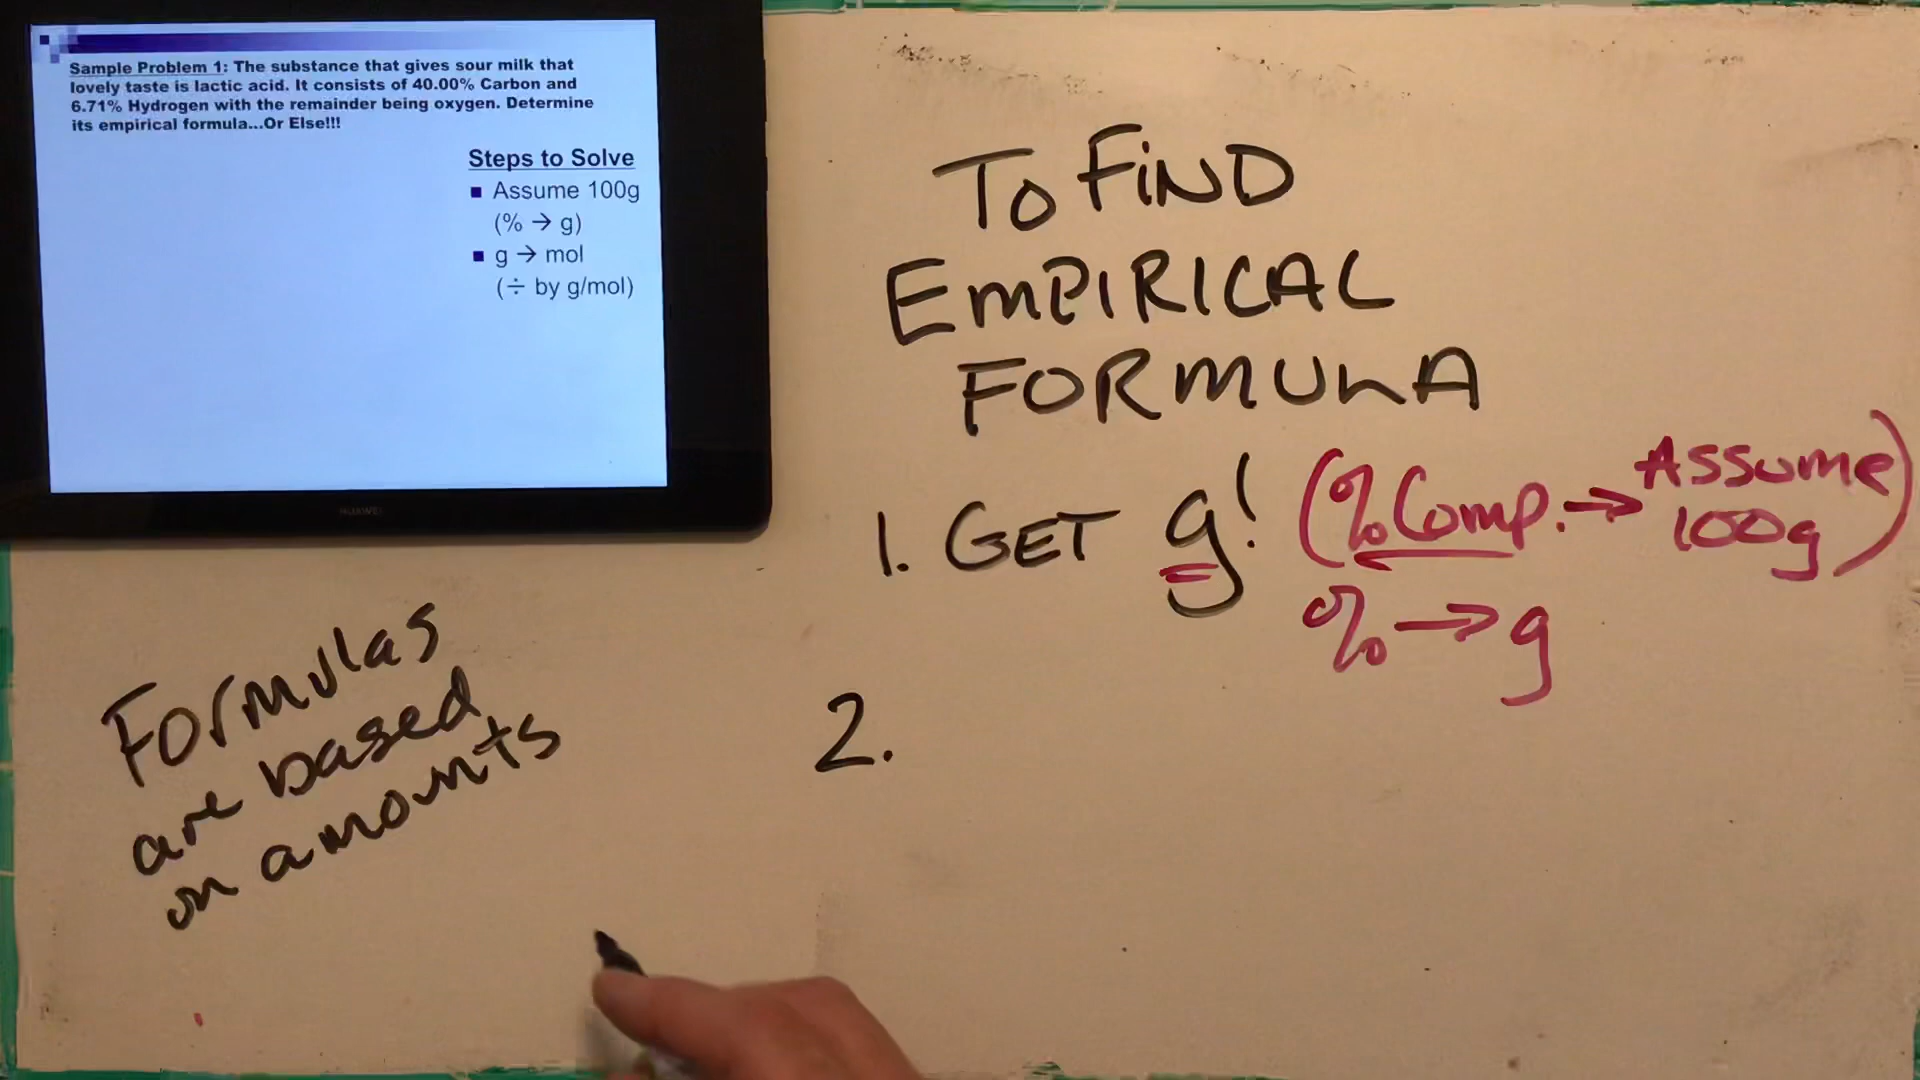 Sample Problem 1: The substance that gives sour milk that
lovely taste is lactic acid. It consists of 40.00% Carbon and
6.71% Hydrogen with the remainder being oxygen. Determine
its empirical formula...Or Else!!!
Steps to Solve
■ Assume 100g
(% → g)
■ g → mol
(÷ by g/mol)
HUAWEI
To FiND
EmPIRICAL
FORMULA
1. GET g! (% Comp. → Assume
100g)
% → g
2.
Formulas
are based
on amounts